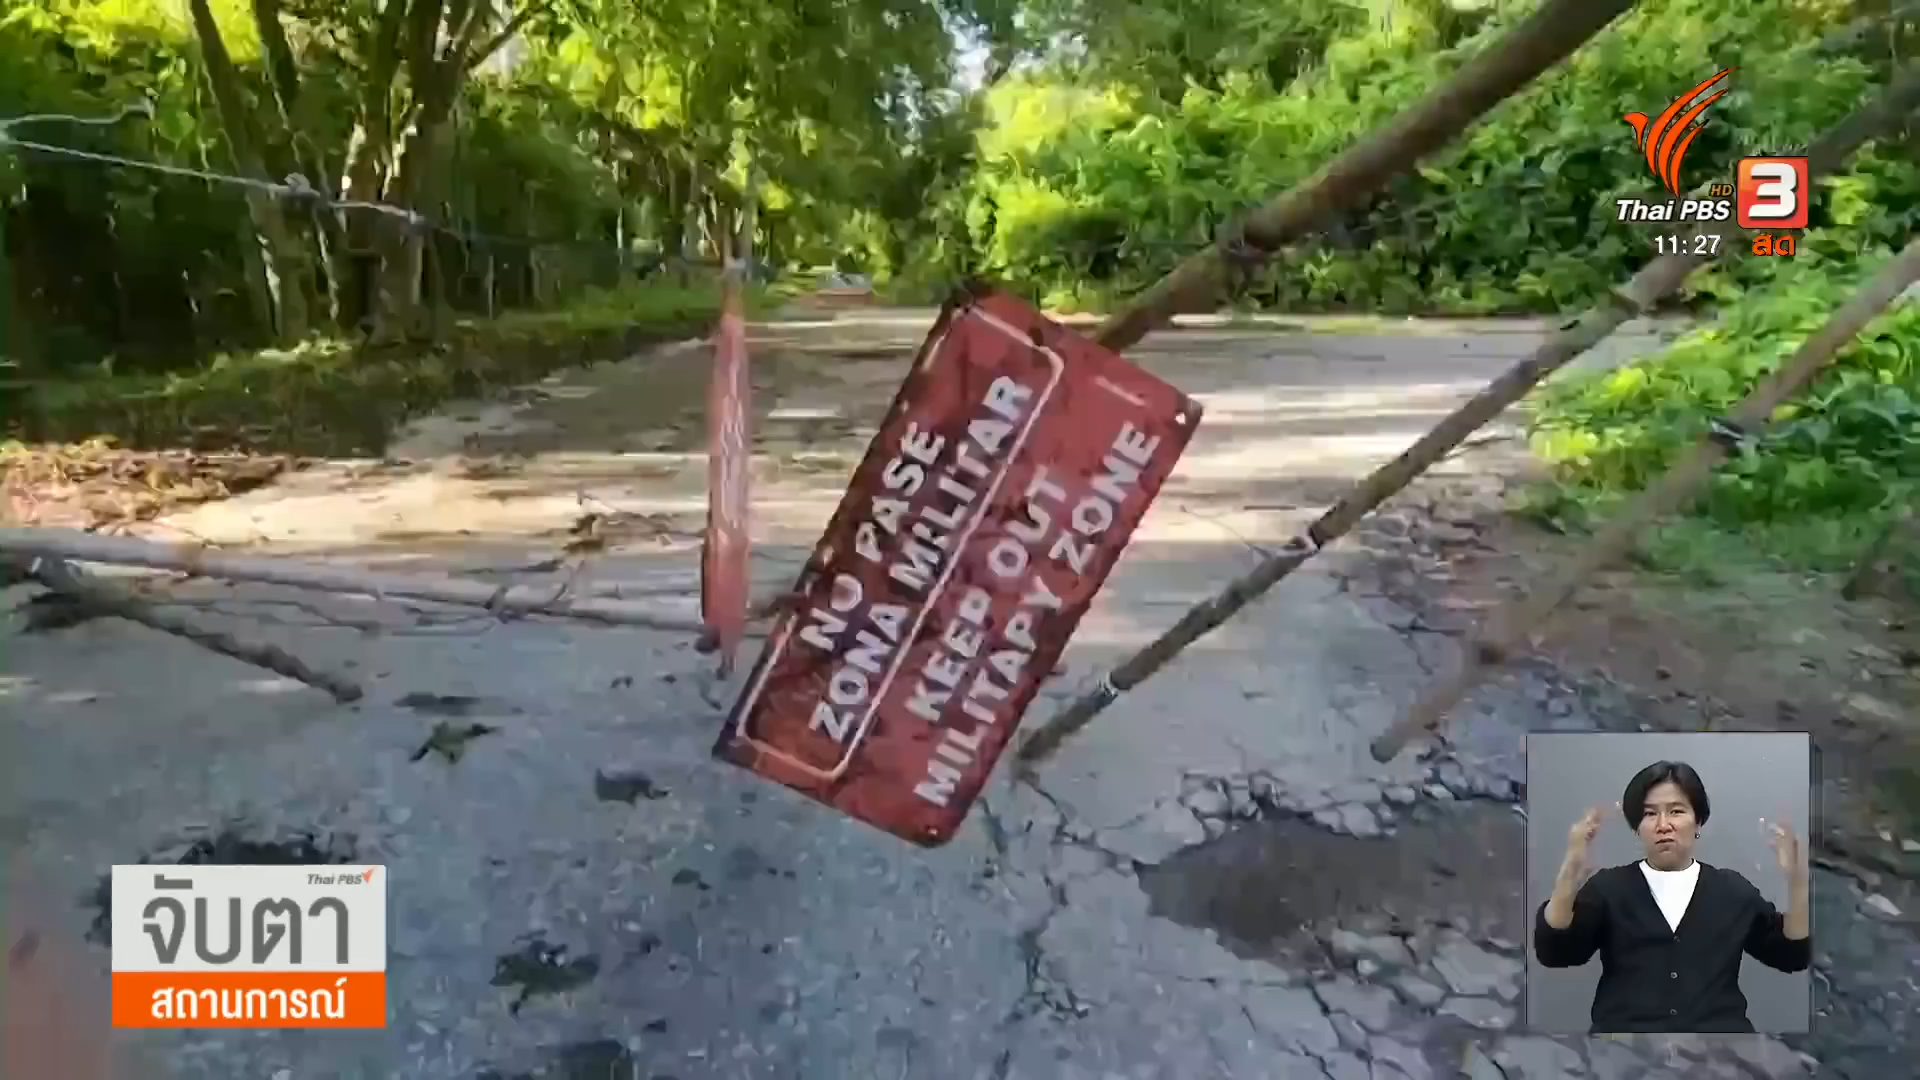 Thai PBS
HD
3
11:27
สด
NO PASE
ZONA MILITAR
KEEP OUT
MILITAPY ZONE
Thai PBS
จับตา
สถานการณ์